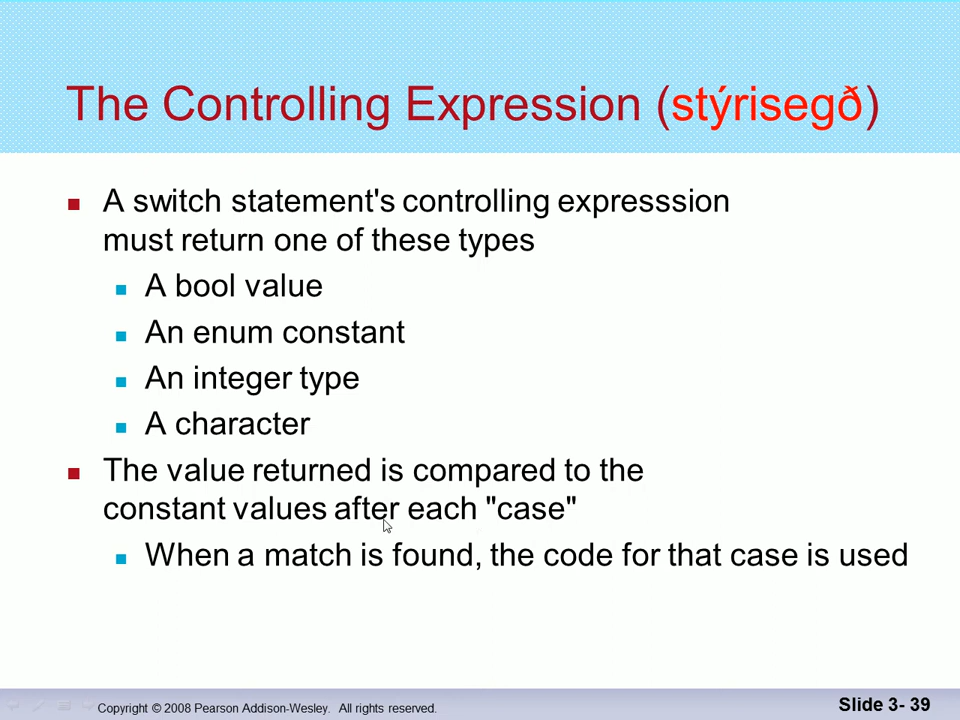 The Controlling Expression (stýrisegð)
A switch statement's controlling expresssion
must return one of these types
A bool value
An enum constant
An integer type
A character
The value returned is compared to the
constant values after each "case"
When a match is found, the code for that case is used
Copyright © 2008 Pearson Addison-Wesley. All rights reserved.
Slide 3- 39